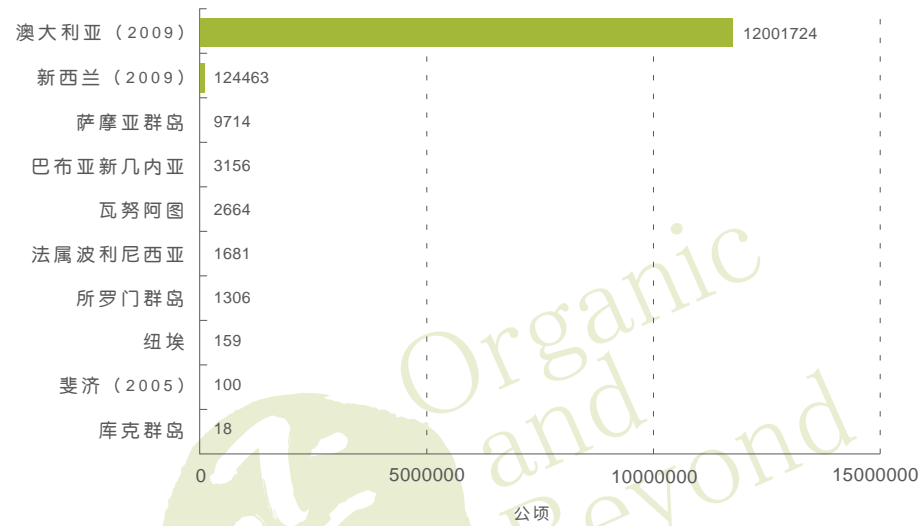 澳大利亚（2009） 12001724
新西兰（2009） 124463
萨摩亚群岛 9714
巴布亚新几内亚 3156
瓦努阿图 2664
法属波利尼西亚 1681
所罗门群岛 1306
纽埃 159
斐济（2005） 100
库克群岛 18
0 5000000 10000000 15000000
公顷
Organic
and
Beyond